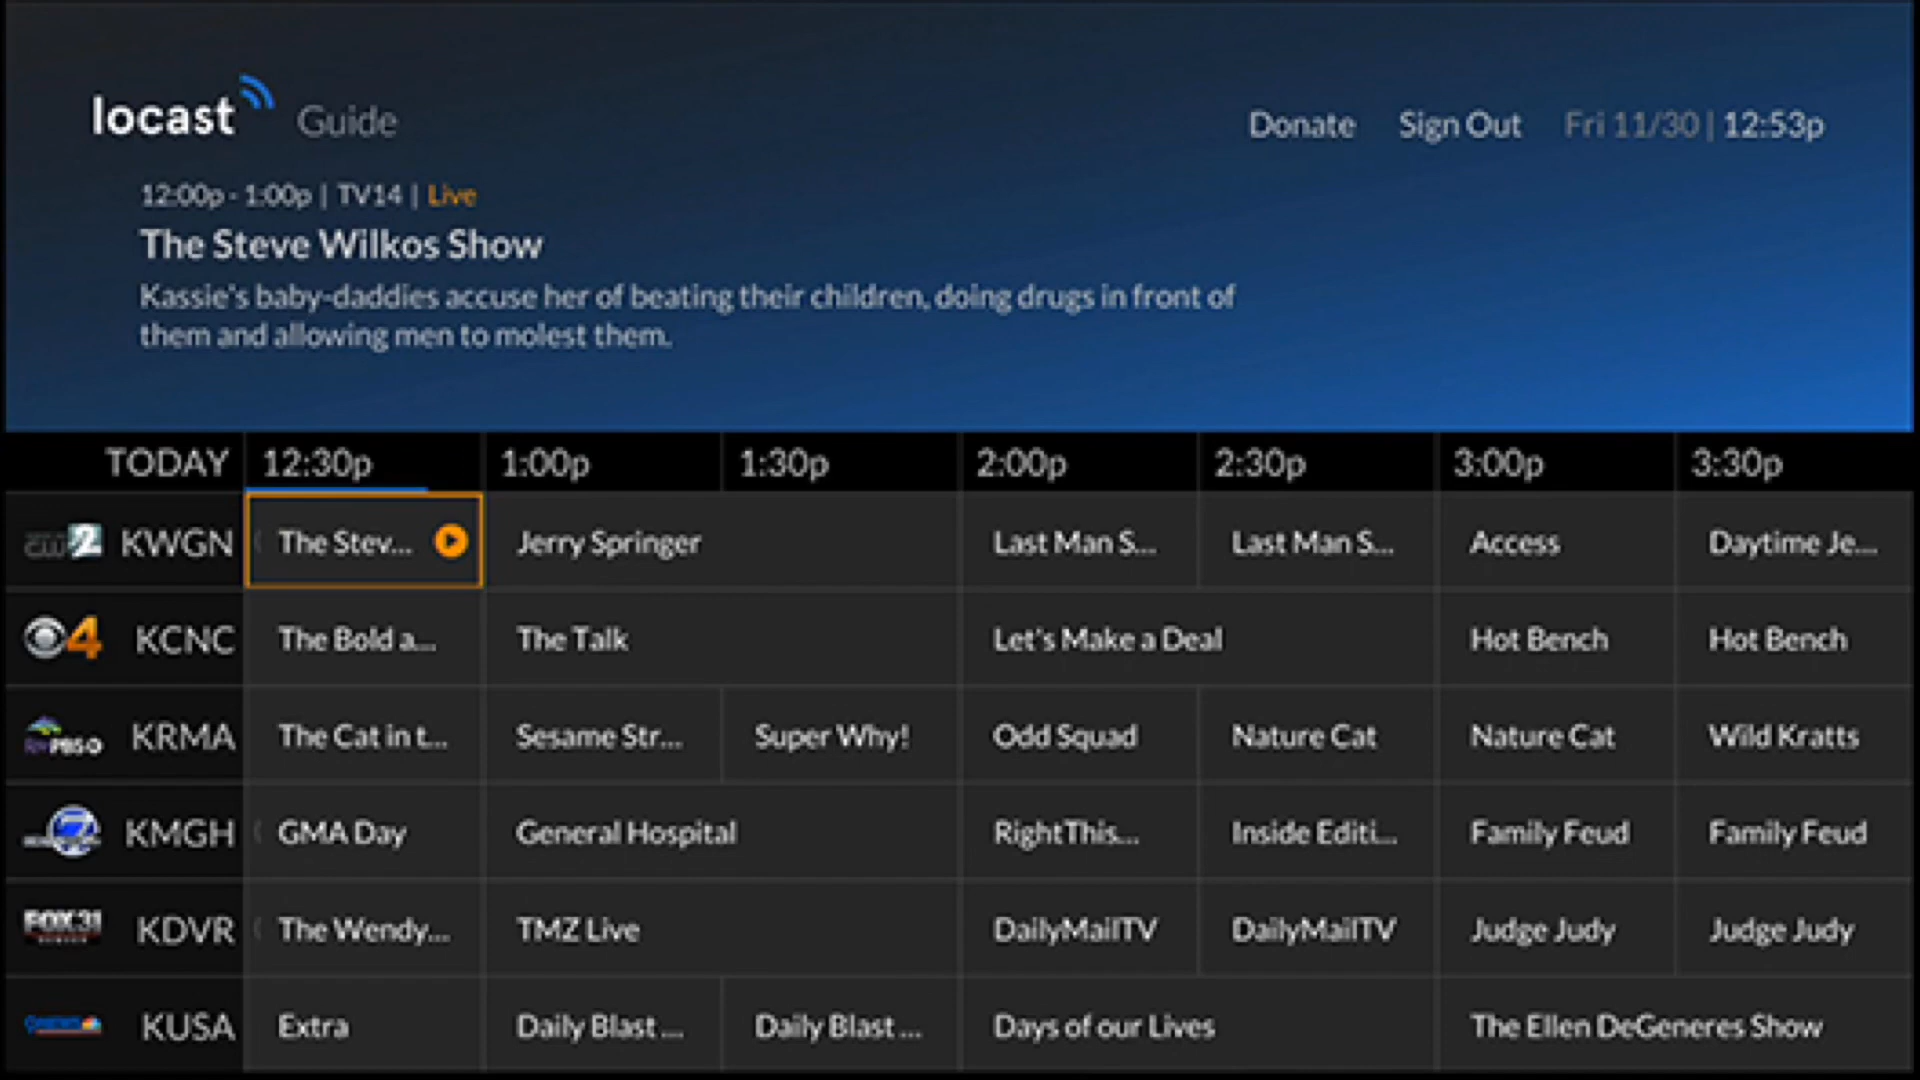 locast Guide Donate Sign Out Fri 11/30 | 12:53p
12:00p - 1:00p | TV14 | Live
The Steve Wilkos Show
Kassie's baby-daddies accuse her of beating their children, doing drugs in front of
them and allowing men to molest them.
TODAY 12:30p 1:00p 1:30p 2:00p 2:30p 3:00p 3:30p
CW2 KWGN The Stev... Jerry Springer Last Man S... Last Man S... Access Daytime Je...
4 KCNC The Bold a... The Talk Let's Make a Deal Hot Bench Hot Bench
PBS KRMA The Cat in t... Sesame Str... Super Why! Odd Squad Nature Cat Nature Cat Wild Kratts
7 KMGH GMA Day General Hospital RightThis... Inside Editi... Family Feud Family Feud
FOX31 KDVR The Wendy... TMZ Live DailyMailTV DailyMailTV Judge Judy Judge Judy
KUSA Extra Daily Blast ... Daily Blast ... Days of our Lives The Ellen DeGeneres Show